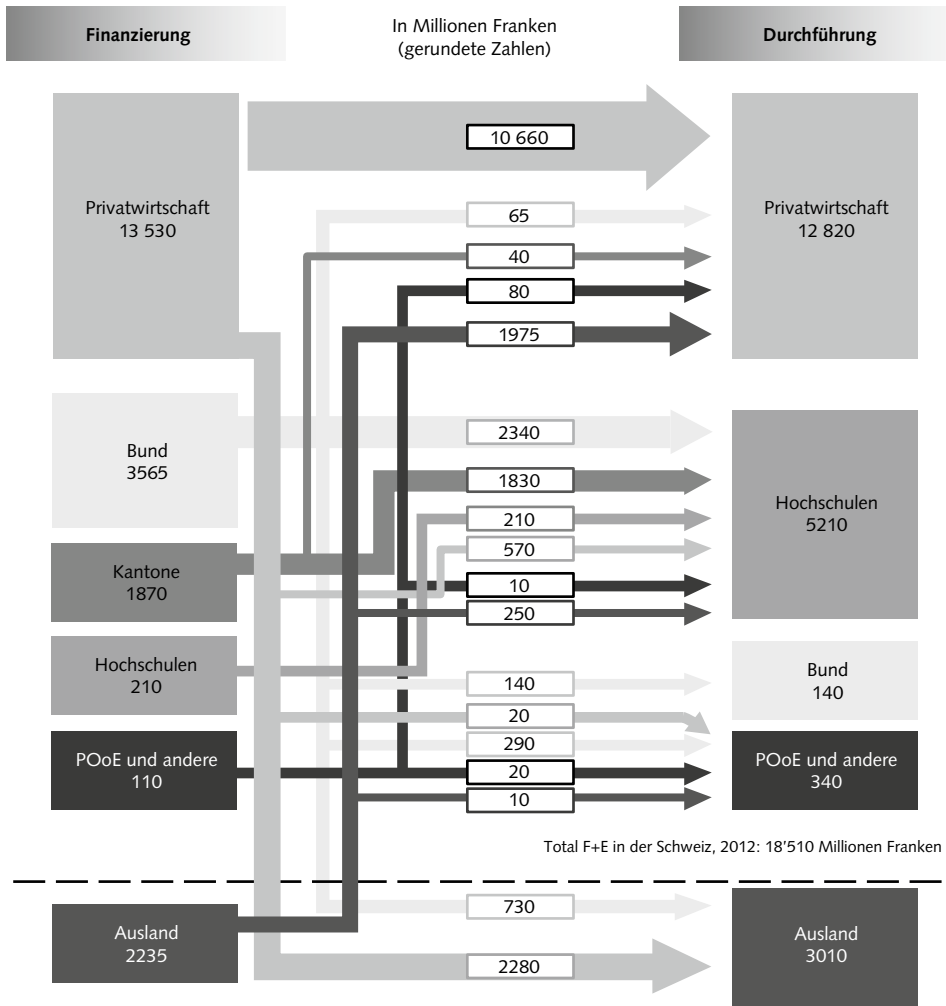 Finanzierung
In Millionen Franken
(gerundete Zahlen)
Durchführung
Privatwirtschaft
13 530
10 660
Privatwirtschaft
12 820
65
40
80
1975
Bund
3565
2340
1830
210
570
10
250
Hochschulen
5210
Kantone
1870
Hochschulen
210
140
20
290
20
10
Bund
140
POoE und andere
110
POoE und andere
340
Total F+E in der Schweiz, 2012: 18'510 Millionen Franken
Ausland
2235
730
2280
Ausland
3010